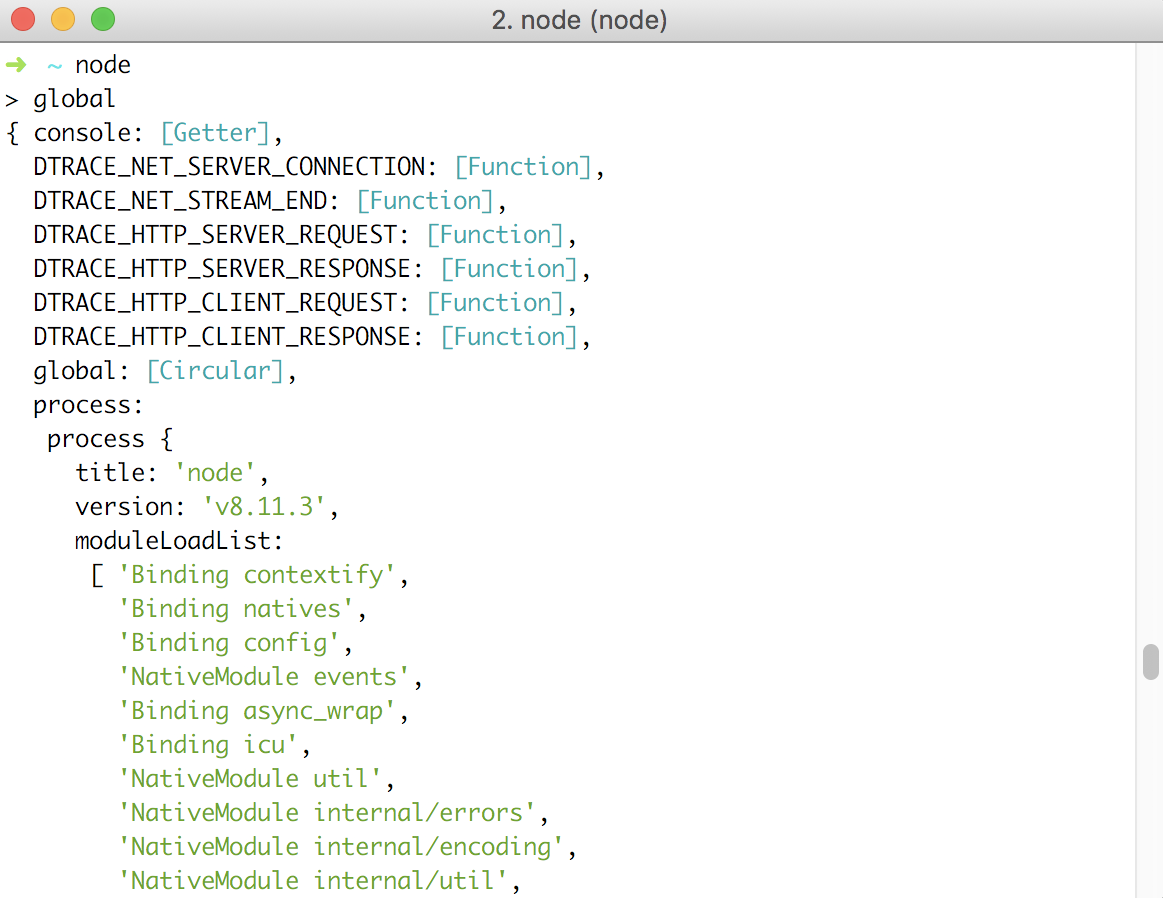 2. node (node)
➜ ~ node
> global
{ console: [Getter],
DTRACE_NET_SERVER_CONNECTION: [Function],
DTRACE_NET_STREAM_END: [Function],
DTRACE_HTTP_SERVER_REQUEST: [Function],
DTRACE_HTTP_SERVER_RESPONSE: [Function],
DTRACE_HTTP_CLIENT_REQUEST: [Function],
DTRACE_HTTP_CLIENT_RESPONSE: [Function],
global: [Circular],
process:
process {
title: 'node',
version: 'v8.11.3',
moduleLoadList:
[ 'Binding contextify',
'Binding natives',
'Binding config',
'NativeModule events',
'Binding async_wrap',
'Binding icu',
'NativeModule util',
'NativeModule internal/errors',
'NativeModule internal/encoding',
'NativeModule internal/util',